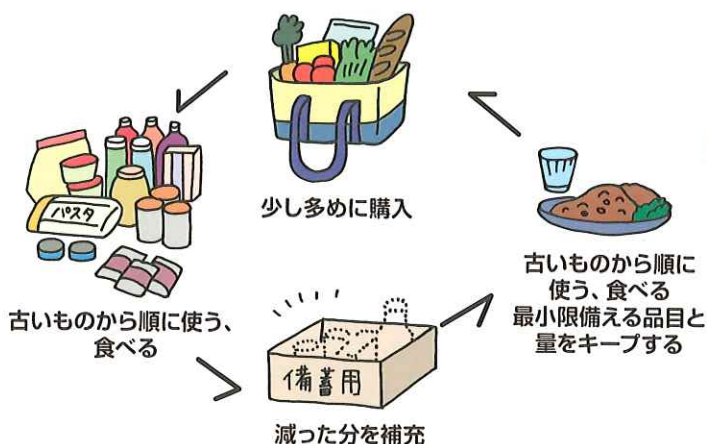 少し多めに購入
パスタ
古いものから順に使う、
食べる
備蓄用
減った分を補充
古いものから順に
使う、食べる
最小限備える品目と
量をキープする